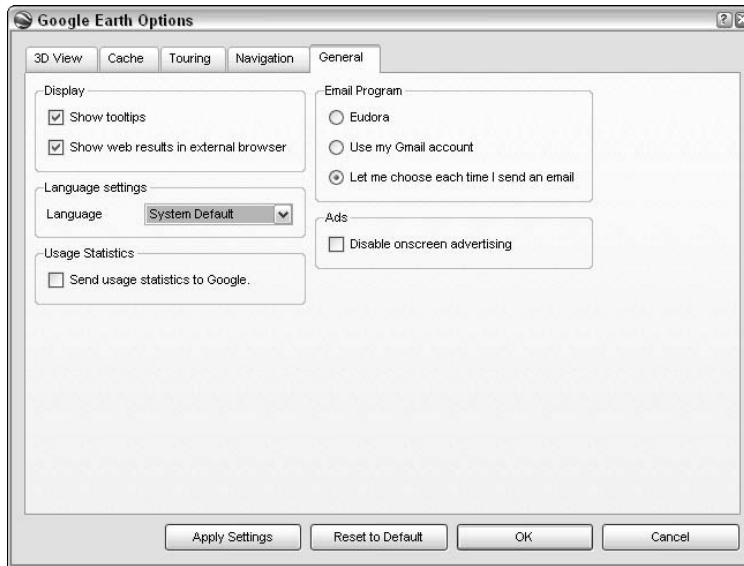 Google Earth Options
3D View
Cache
Touring
Navigation
General
Display
Show tooltips
Show web results in external browser
Language settings
Language
System Default
Usage Statistics
Send usage statistics to Google.
Email Program
Eudora
Use my Gmail account
Let me choose each time I send an email
Ads
Disable onscreen advertising
Apply Settings
Reset to Default
OK
Cancel